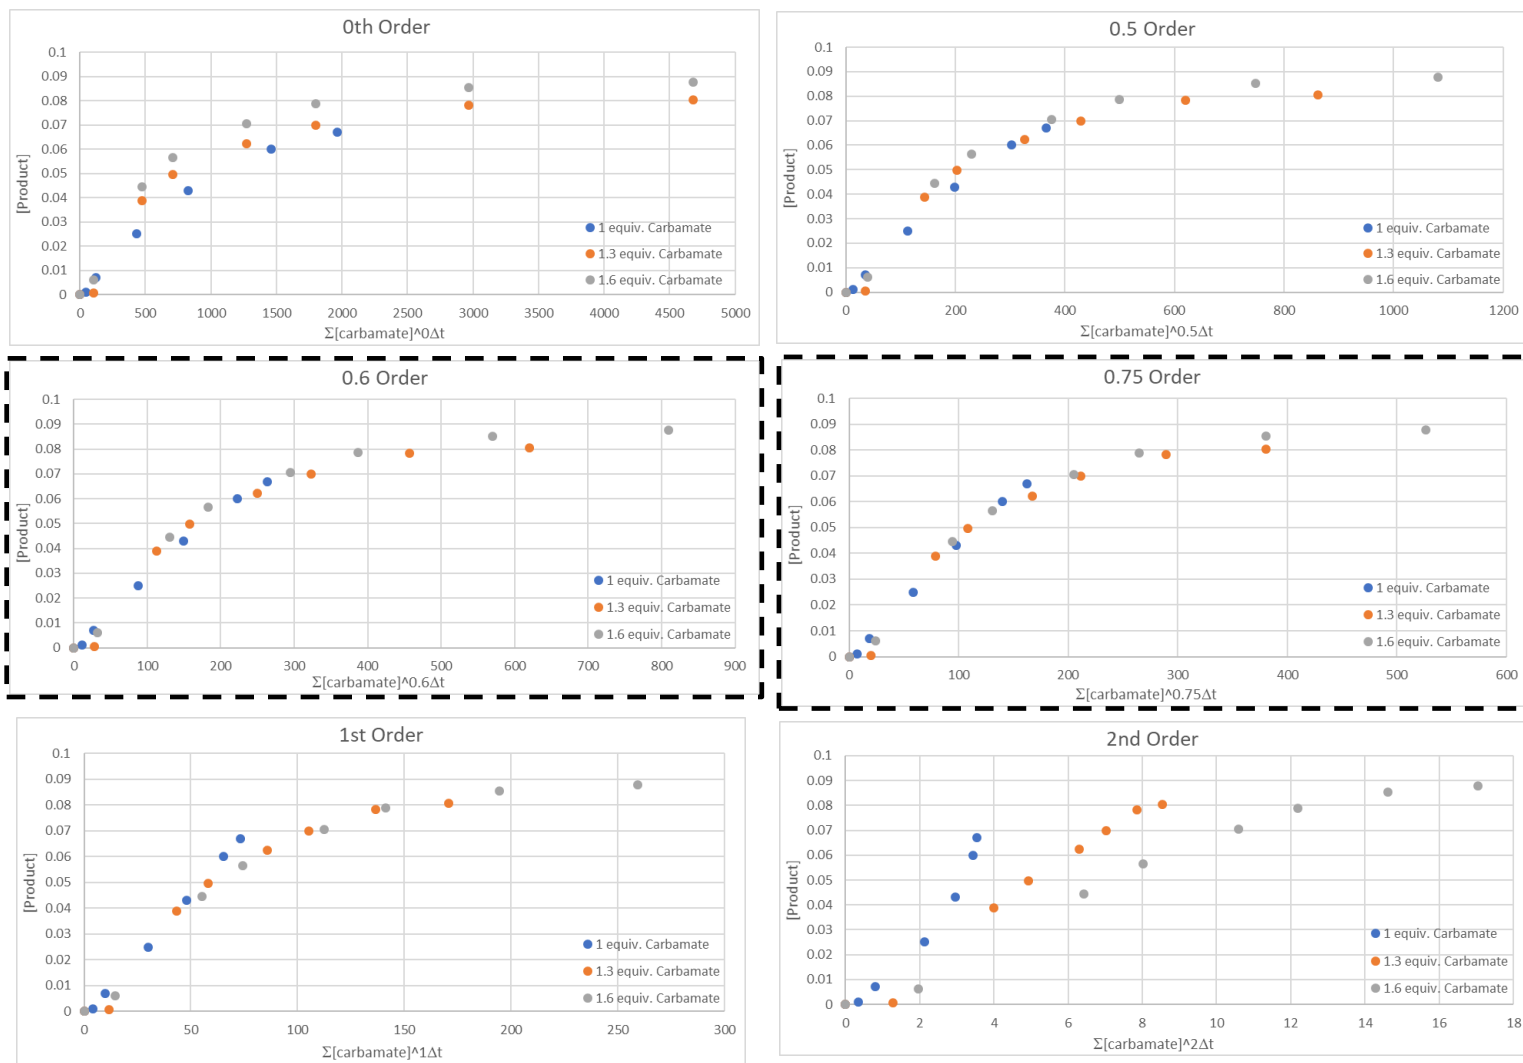 0th Order
[Product]
0.1
0.09
0.08
0.07
0.06
0.05
0.04
0.03
0.02
0.01
0
0 500 1000 1500 2000 2500 3000 3500 4000 4500 5000
Σ[carbamate]^0Δt
1 equiv. Carbamate
1.3 equiv. Carbamate
1.6 equiv. Carbamate
0.5 Order
[Product]
0.1
0.09
0.08
0.07
0.06
0.05
0.04
0.03
0.02
0.01
0
0 200 400 600 800 1000 1200
Σ[carbamate]^0.5Δt
1 equiv. Carbamate
1.3 equiv. Carbamate
1.6 equiv. Carbamate
0.6 Order
[Product]
0.1
0.09
0.08
0.07
0.06
0.05
0.04
0.03
0.02
0.01
0
0 100 200 300 400 500 600 700 800 900
Σ[carbamate]^0.6Δt
1 equiv. Carbamate
1.3 equiv. Carbamate
1.6 equiv. Carbamate
0.75 Order
[Product]
0.1
0.09
0.08
0.07
0.06
0.05
0.04
0.03
0.02
0.01
0
0 100 200 300 400 500 600
Σ[carbamate]^0.75Δt
1 equiv. Carbamate
1.3 equiv. Carbamate
1.6 equiv. Carbamate
1st Order
[Product]
0.1
0.09
0.08
0.07
0.06
0.05
0.04
0.03
0.02
0.01
0
0 50 100 150 200 250 300
Σ[carbamate]^1Δt
1 equiv. Carbamate
1.3 equiv. Carbamate
1.6 equiv. Carbamate
2nd Order
[Product]
0.1
0.09
0.08
0.07
0.06
0.05
0.04
0.03
0.02
0.01
0
0 2 4 6 8 10 12 14 16 18
Σ[carbamate]^2Δt
1 equiv. Carbamate
1.3 equiv. Carbamate
1.6 equiv. Carbamate